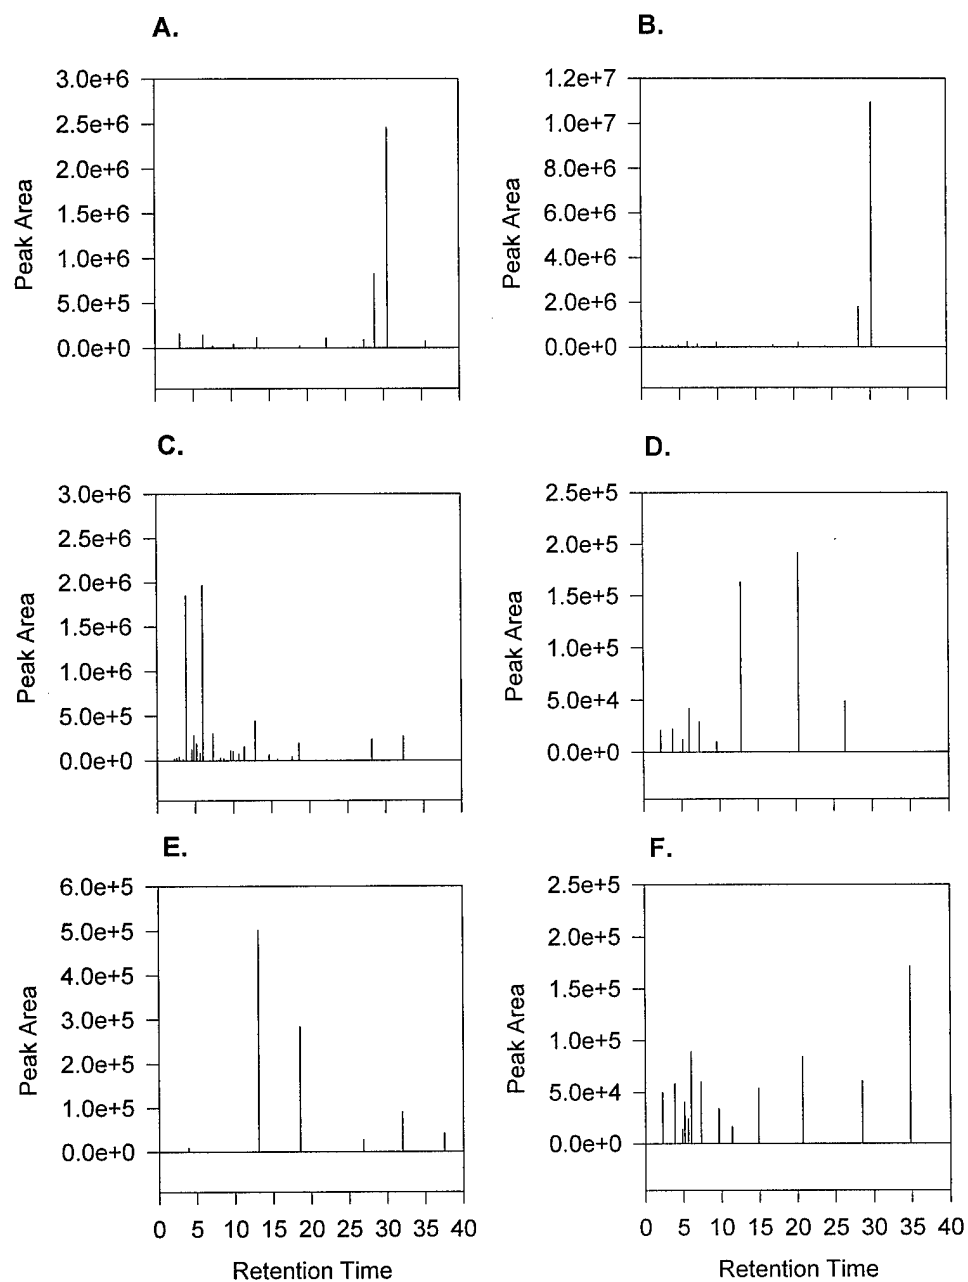 A.
3.0e+6
2.5e+6
2.0e+6
1.5e+6
1.0e+6
5.0e+5
0.0e+0
Peak Area
B.
1.2e+7
1.0e+7
8.0e+6
6.0e+6
4.0e+6
2.0e+6
0.0e+0
Peak Area
C.
3.0e+6
2.5e+6
2.0e+6
1.5e+6
1.0e+6
5.0e+5
0.0e+0
Peak Area
D.
2.5e+5
2.0e+5
1.5e+5
1.0e+5
5.0e+4
0.0e+0
Peak Area
E.
6.0e+5
5.0e+5
4.0e+5
3.0e+5
2.0e+5
1.0e+5
0.0e+0
Peak Area
0 5 10 15 20 25 30 35 40
Retention Time
F.
2.5e+5
2.0e+5
1.5e+5
1.0e+5
5.0e+4
0.0e+0
Peak Area
0 5 10 15 20 25 30 35 40
Retention Time